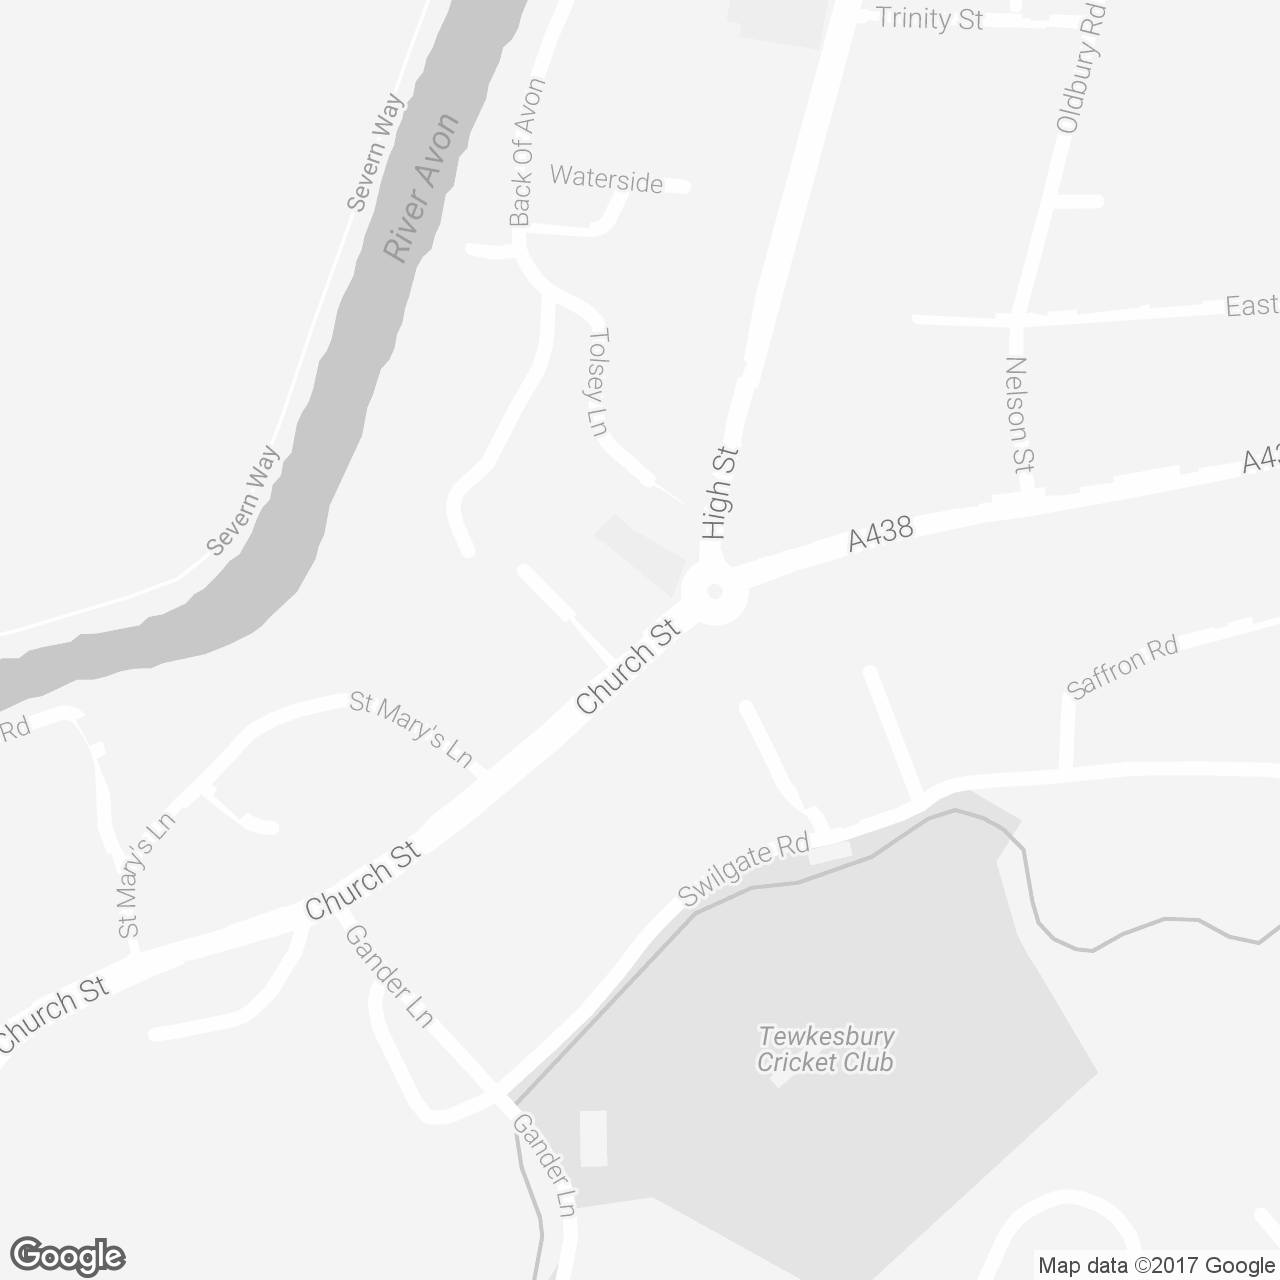 Trinity St
Oldbury Rd
Severn Way
River Avon
Back Of Avon
Waterside
East
Tolsey Ln
Nelson St
High St
A438
A43
Severn Way
Church St
Saffron Rd
Rd
St Mary's Ln
St Mary's Ln
Church St
Swilgate Rd
Gander Ln
Church St
Tewkesbury
Cricket Club
Gander Ln
Google
Map data ©2017 Google